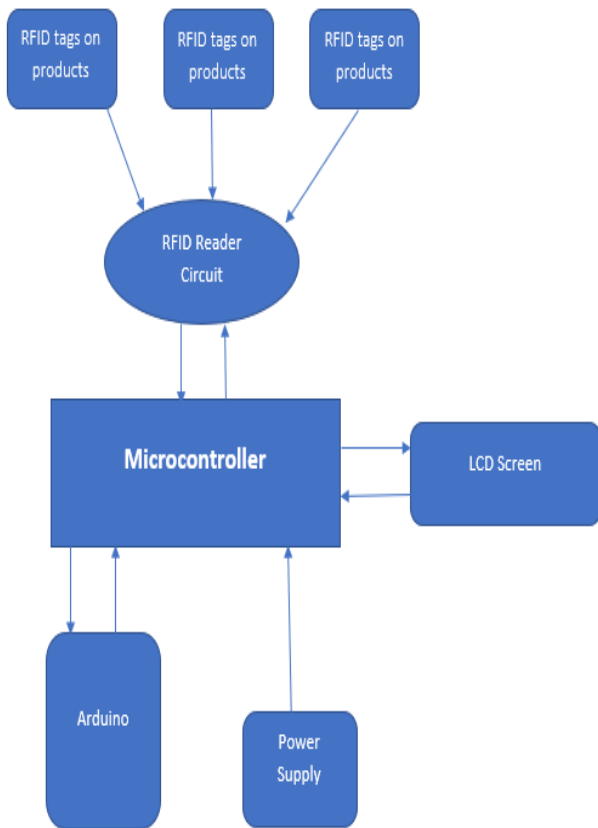 RFID tags on
products
RFID tags on
products
RFID tags on
products
RFID Reader
Circuit
Microcontroller
LCD Screen
Arduino
Power
Supply